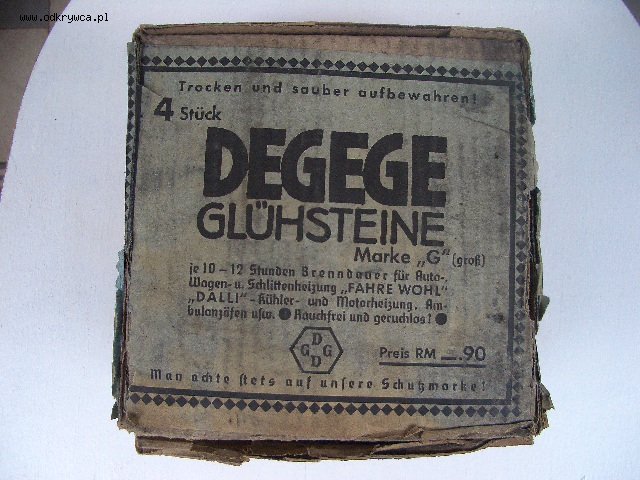 www.odkrywca.pl
Trocken und sauber aufbewahren!
4 Stück
DEGEGE
GLÜHSTEINE
Marke „G" (groß)
je 10-12 Stunden Brenndauer für Auto-,
Wagen- u. Schlittenheizung „FAHRE WOHL"
„DALLI"-Kühler- und Motorheizung, Am-
bulanzöfen usw. ● Rauchfrei und geruchlos! ●
D
G G
D
Preis RM —.90
Man achte stets auf unsere Schutzmarke!